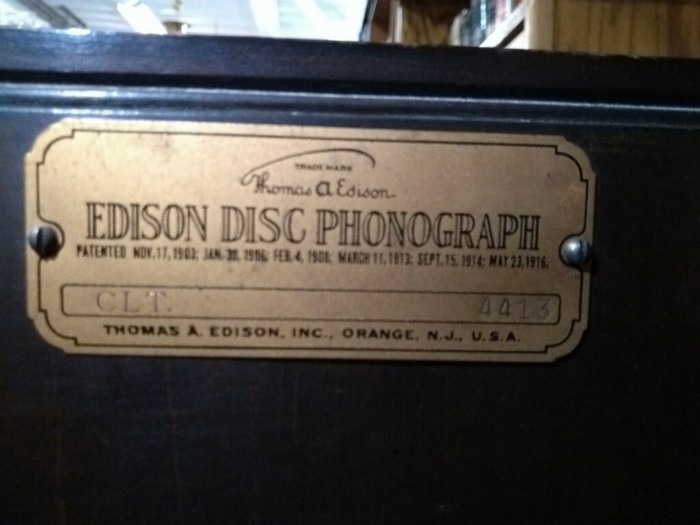 TRADE MARK
Thomas A Edison
EDISON DISC PHONOGRAPH
PATENTED NOV. 17, 1903; JAN. 30, 1906; FEB. 4, 1908; MARCH 11, 1913; SEPT. 15, 1914; MAY 23, 1916.
CLT. 4413
THOMAS A. EDISON, INC., ORANGE, N.J., U.S.A.